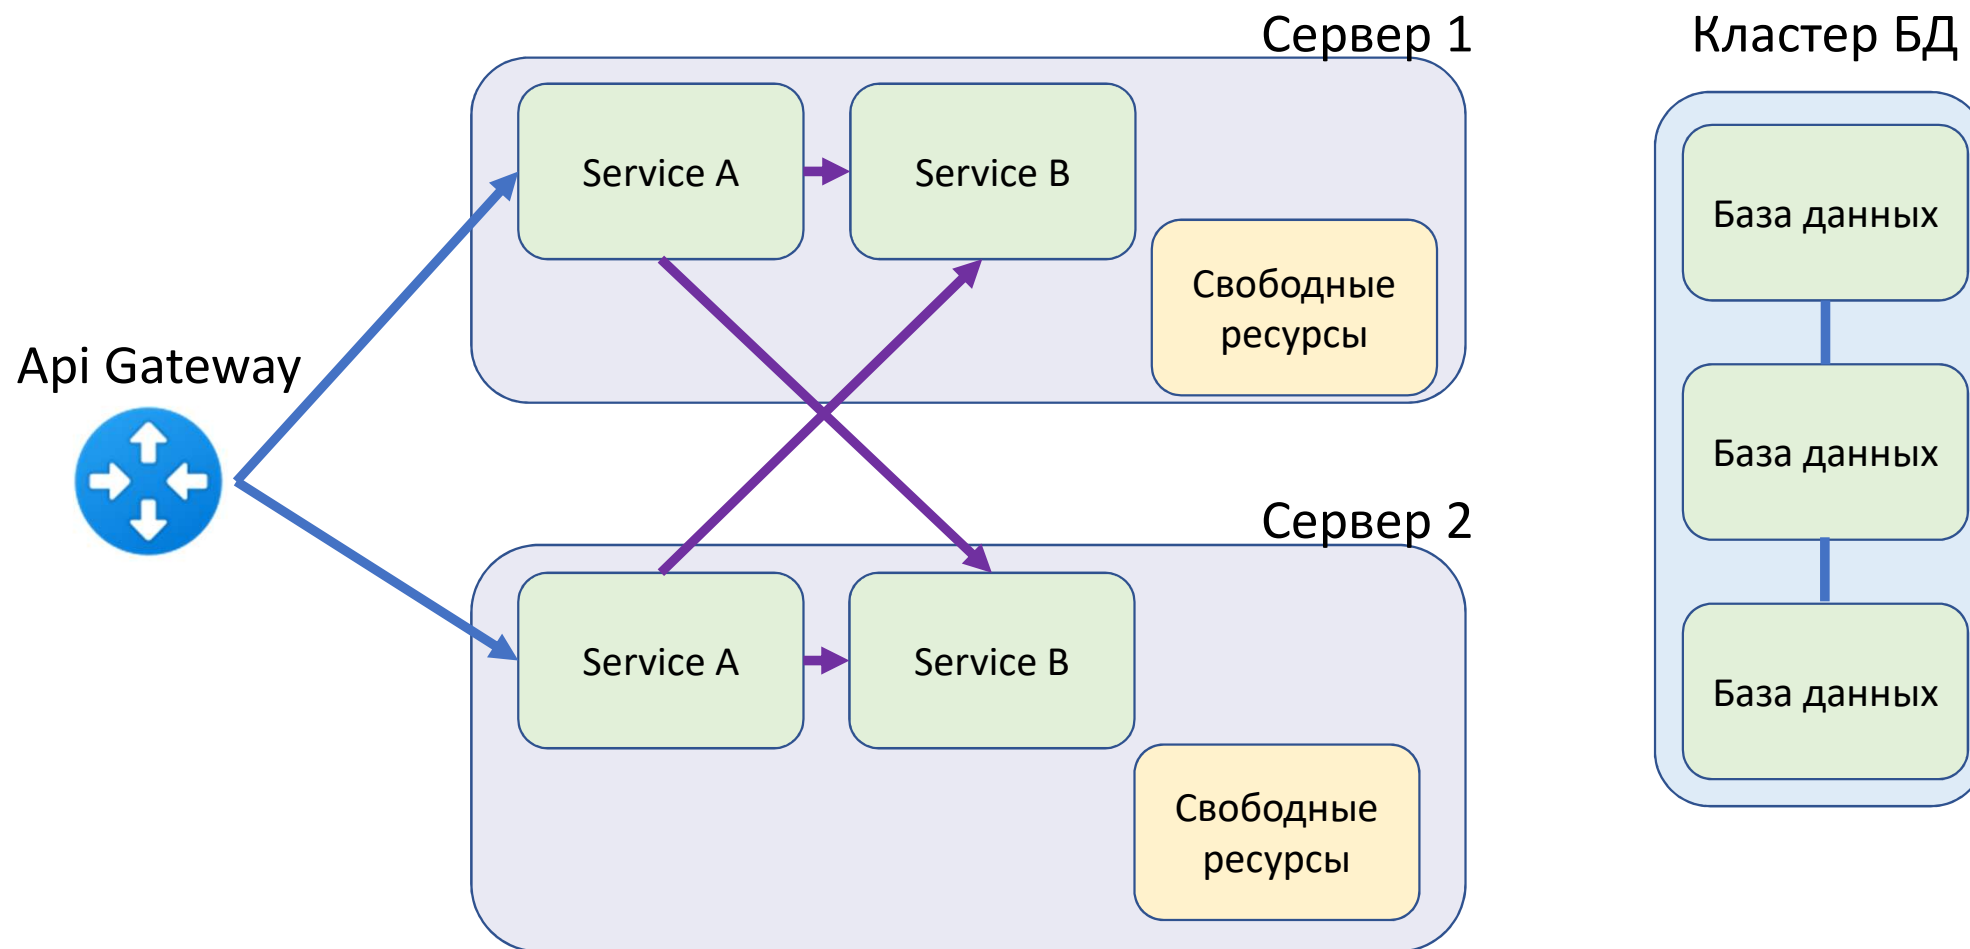 Сервер 1
Кластер БД
Service A
Service B
База данных
Свободные
ресурсы
Api Gateway
База данных
Сервер 2
Service A
Service B
База данных
Свободные
ресурсы